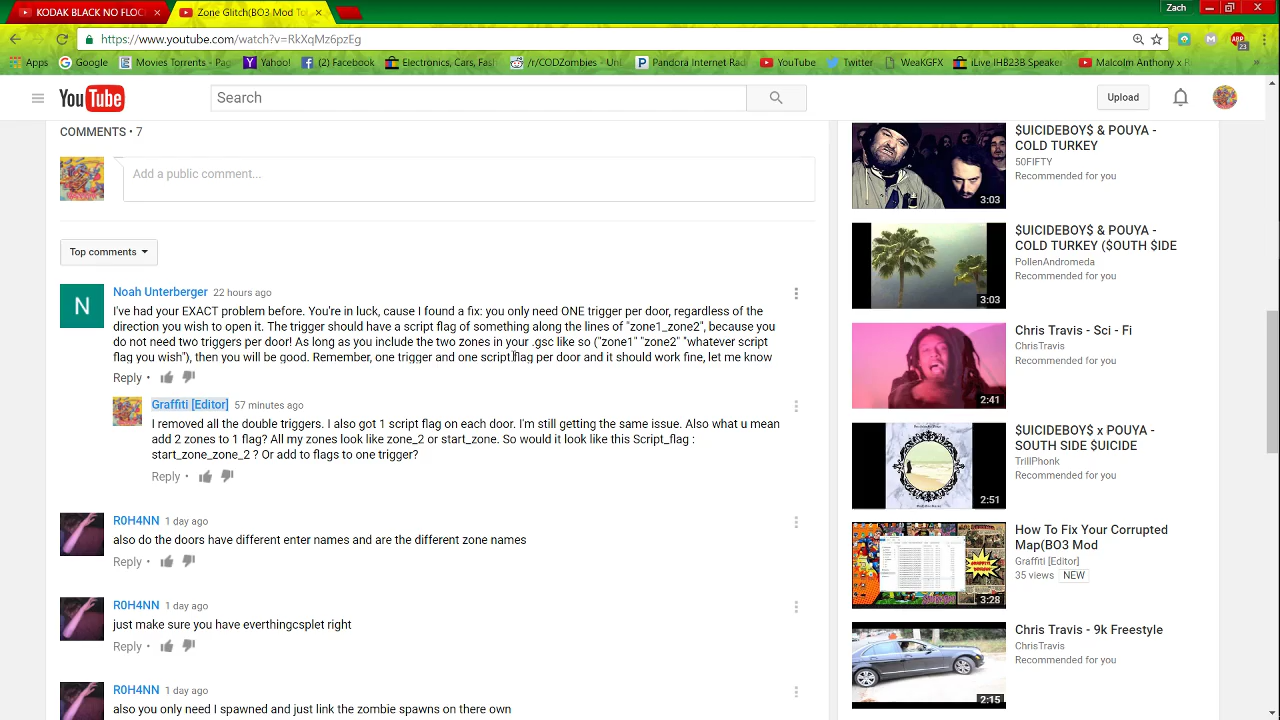 KODAK BLACK NO FLOC
Zone Glitch(BO3 Mod To
Zach
https://www.youtube.com/watch?v=RkXqMz6pzEg
ABP
23
Apps
Google
Movies Torrents - Pag
Yahoo!
(2) Facebook
Electronics, Cars, Fash
/r/CODZombies - Unl
Pandora Internet Rad
YouTube
Twitter
WeaKGFX
iLive IHB23B Speaker
Malcolm Anthony x R
»
YouTube
Search
Upload
COMMENTS • 7
Add a public comment...
Top comments
N
Noah Unterberger 22 hours ago
I've had your EXACT problem before. You're in luck because I found a fix: you only need ONE trigger per door, regardless of the
direction you wish to open it. The trigger should have a script flag of something along the lines of "zone1_zone2", because you
do not need two triggers for it. As long as you include the two zones in your .gsc like so ("zone1" "zone2" "whatever script
flag you wish"), then you will be good. Remember, one trigger and one script flag per door and it should work fine, let me know
Reply •
Graffiti [Editor] 57 minutes ago
I removed all the double triggers. I also got 1 script flag on each door. I'm still getting the same issue. Also what u mean
add 2 zones cause all my zones look like zone_2 or start_zone. So would it look like this Script_flag :
start_zone_zone_2 ? Or add to flags to one trigger?
Reply •
R0H4NN 1 day ago
also do the doors have all their names and are the different zone names
Reply •
R0H4NN 1 day ago
just make sure you have everthing splet right
Reply •
R0H4NN 1 day ago
also you only need I spawner and just link the zombie spawns on there own
$UICIDEBOY$ & POUYA -
COLD TURKEY
50FIFTY
Recommended for you
3:03
$UICIDEBOY$ & POUYA -
COLD TURKEY ($OUTH $IDE
PollenAndromeda
Recommended for you
3:03
Chris Travis - Sci - Fi
ChrisTravis
Recommended for you
2:41
$UICIDEBOY$ x POUYA -
SOUTH SIDE $UICIDE
TrillPhonk
Recommended for you
2:51
How To Fix Your Corrupted
Map(BO3 Mod
Graffiti [Editor]
35 views NEW
3:28
Chris Travis - 9k Freestyle
ChrisTravis
Recommended for you
2:15